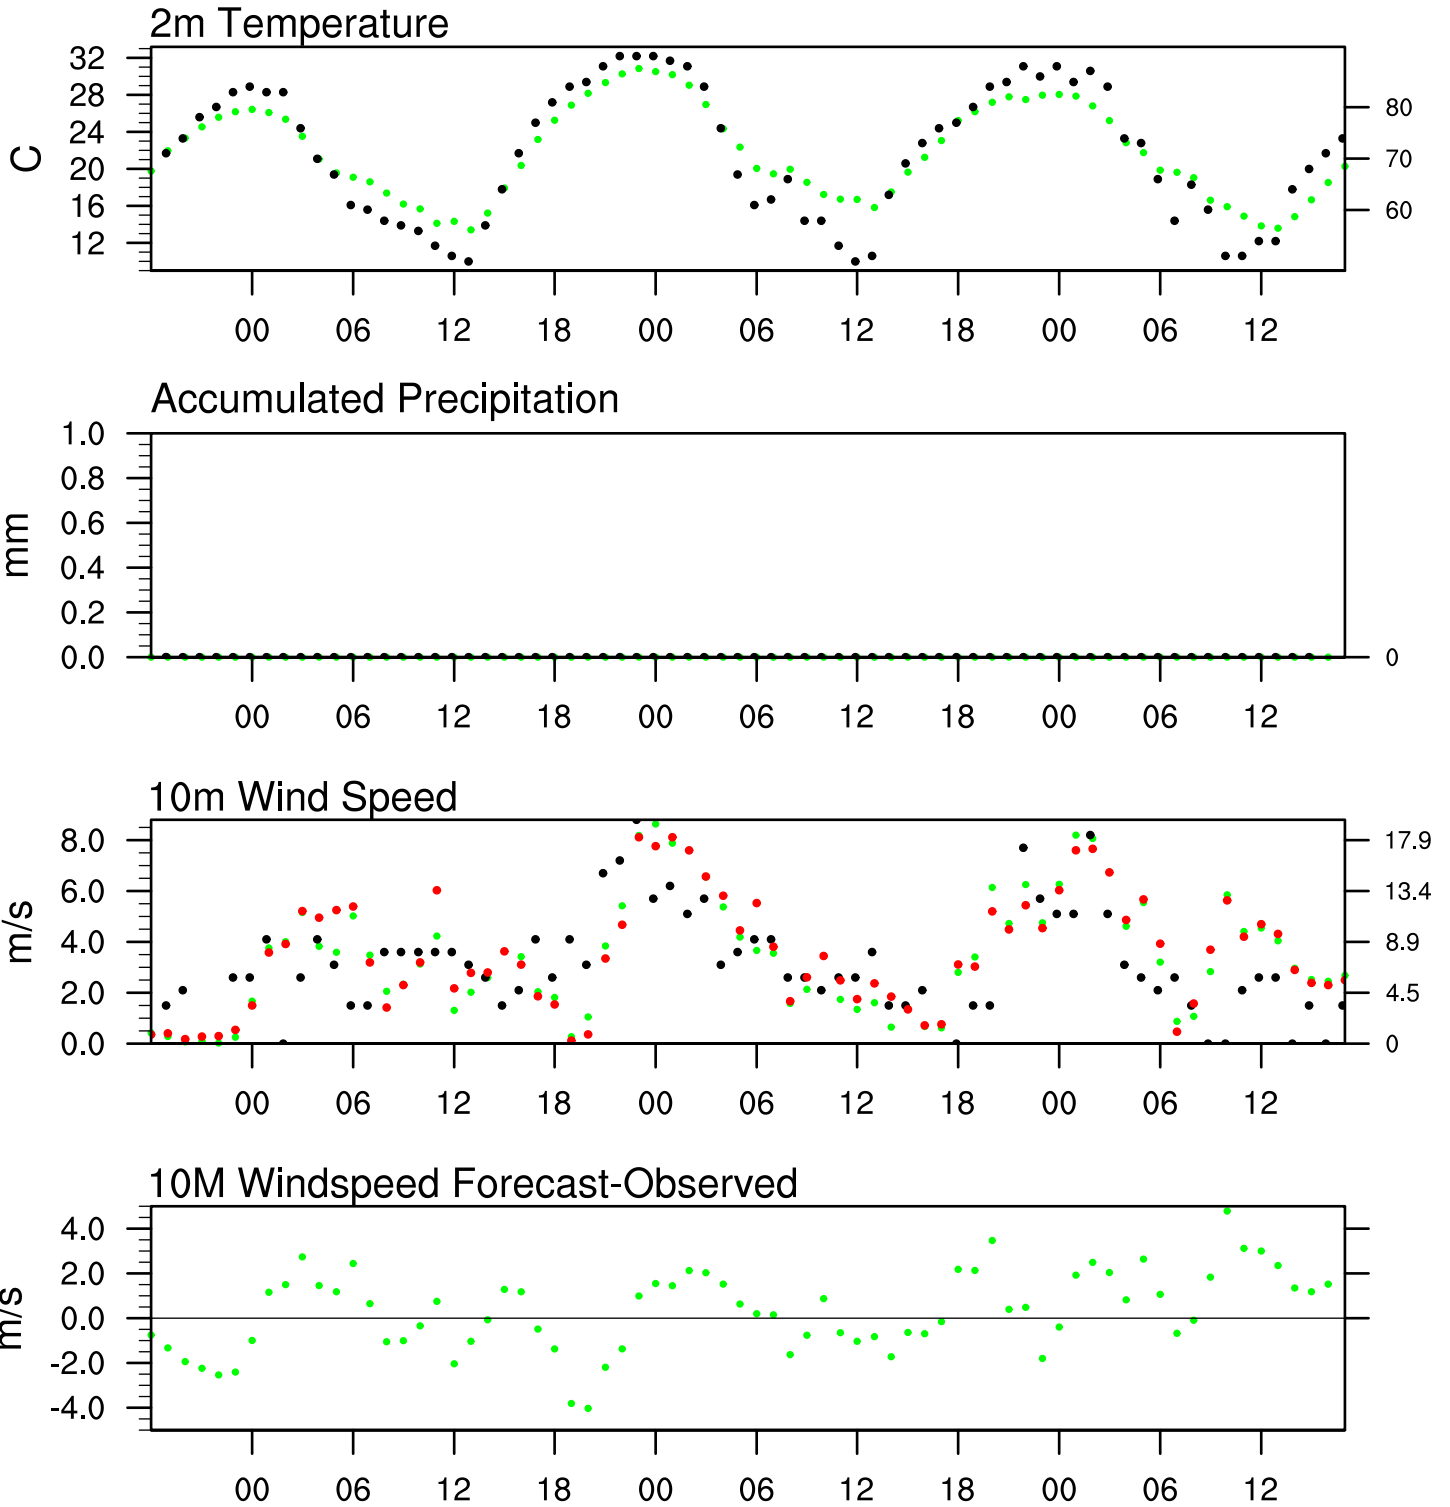 2m Temperature
32
28
24
20
16
12
C
80
70
60
00 06 12 18 00 06 12 18 00 06 12
Accumulated Precipitation
1.0
0.8
0.6
0.4
0.2
0.0
mm
0
00 06 12 18 00 06 12 18 00 06 12
10m Wind Speed
8.0
6.0
4.0
2.0
0.0
m/s
17.9
13.4
8.9
4.5
0
00 06 12 18 00 06 12 18 00 06 12
10M Windspeed Forecast-Observed
4.0
2.0
0.0
-2.0
-4.0
m/s
00 06 12 18 00 06 12 18 00 06 12